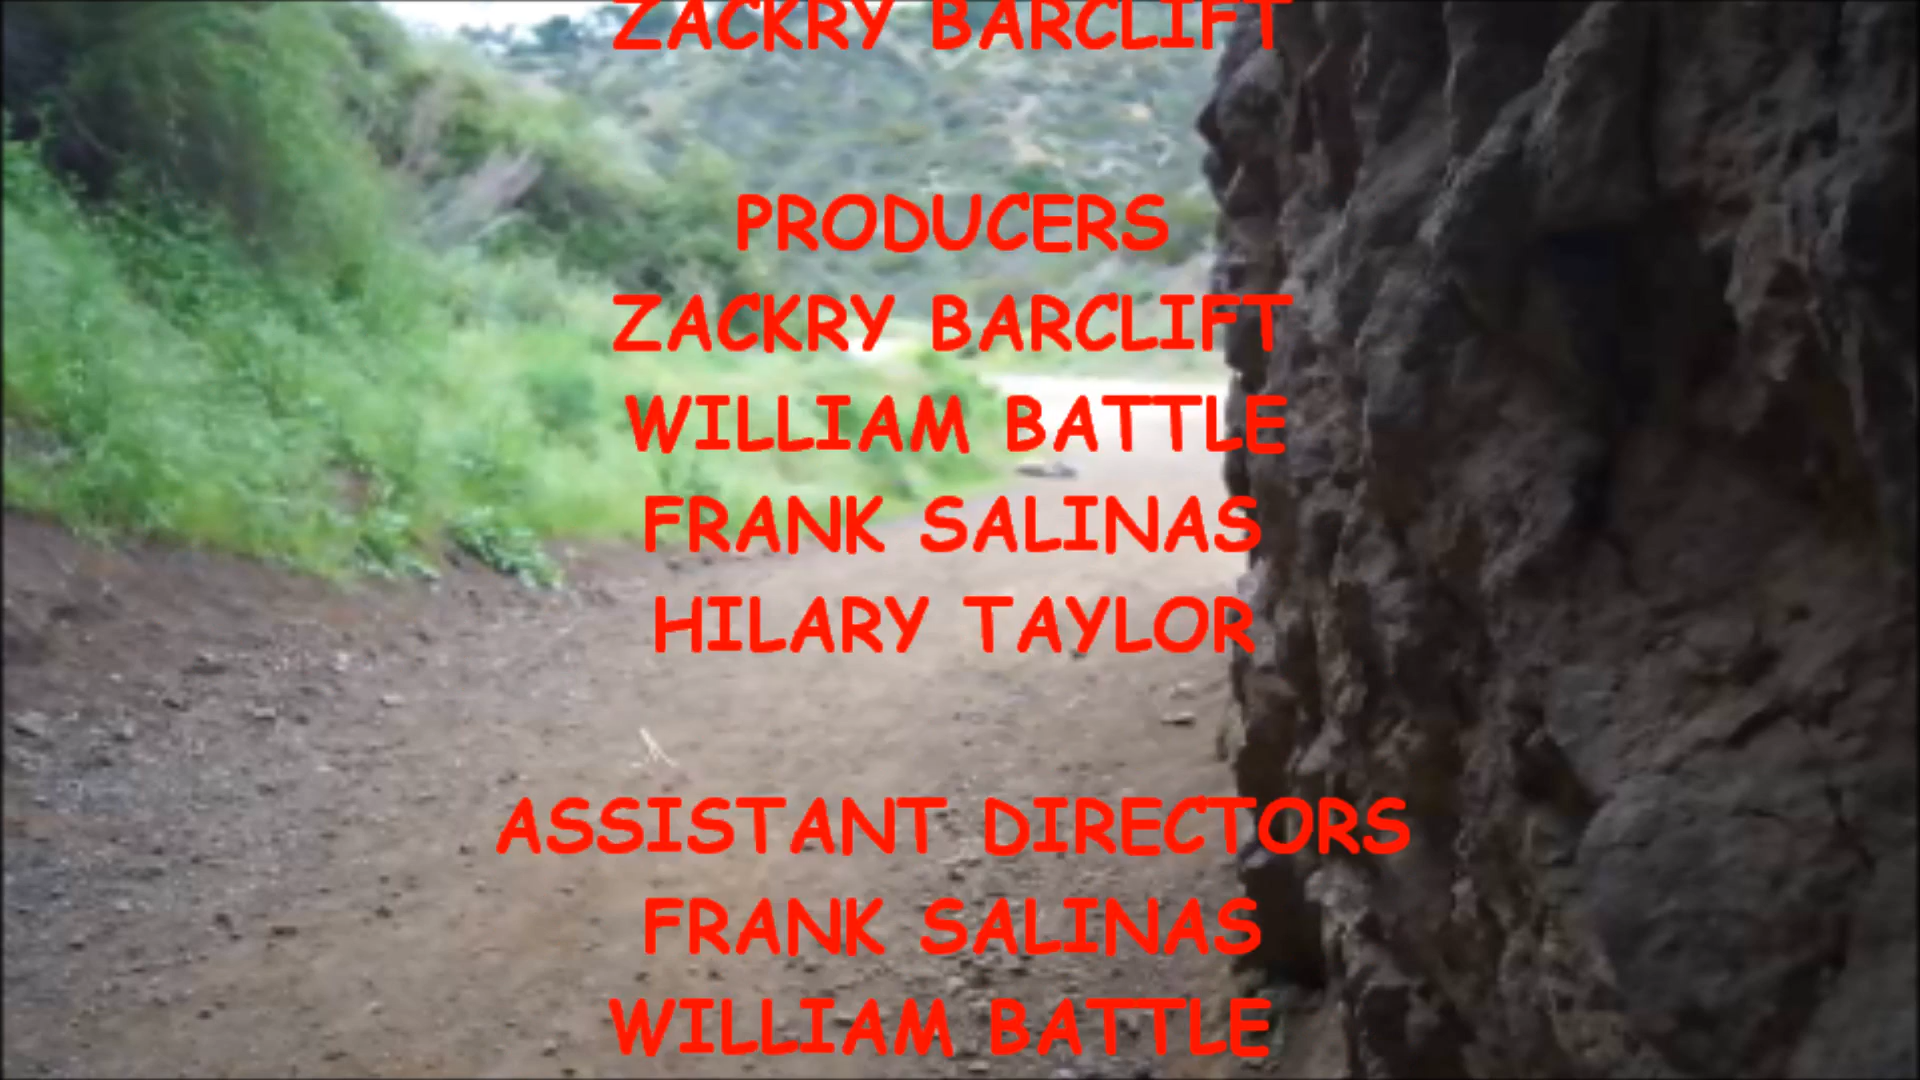 ZACKRY BARCLIFT
PRODUCERS
ZACKRY BARCLIFT
WILLIAM BATTLE
FRANK SALINAS
HILARY TAYLOR
ASSISTANT DIRECTORS
FRANK SALINAS
WILLIAM BATTLE